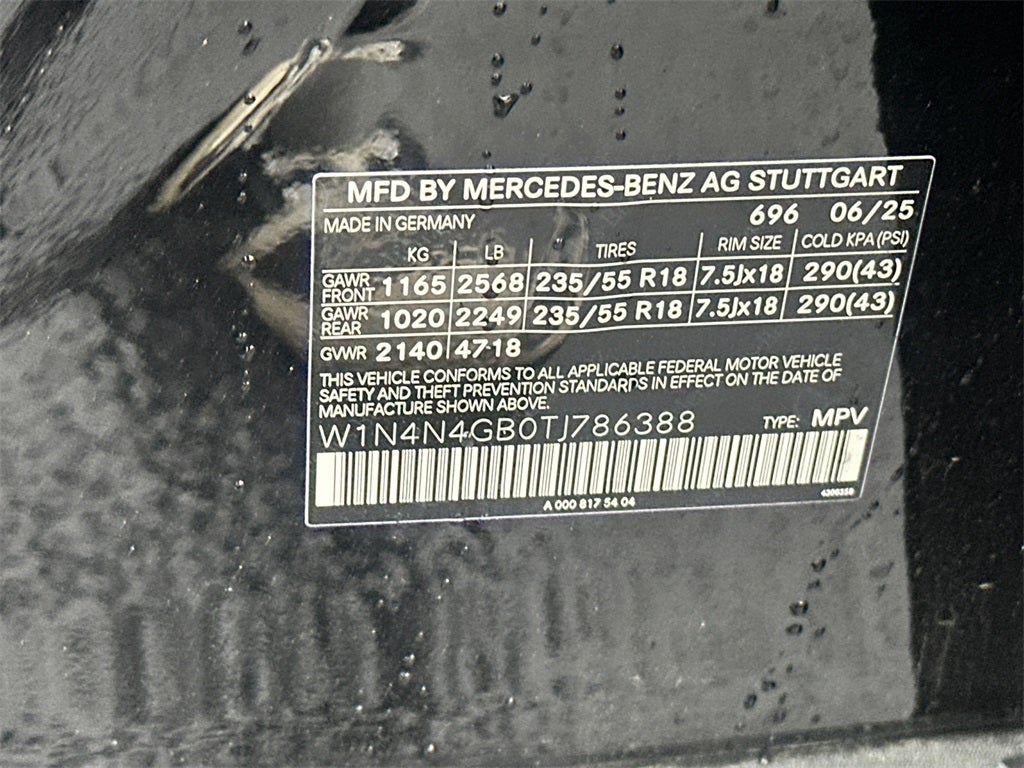 MFD BY MERCEDES-BENZ AG STUTTGART
MADE IN GERMANY 696 06/25
KG LB TIRES RIM SIZE COLD KPA (PSI)
GAWR FRONT 1165 2568 235/55 R18 7.5Jx18 290(43)
GAWR REAR 1020 2249 235/55 R18 7.5Jx18 290(43)
GVWR 2140 4718
THIS VEHICLE CONFORMS TO ALL APPLICABLE FEDERAL MOTOR VEHICLE
SAFETY AND THEFT PREVENTION STANDARDS IN EFFECT ON THE DATE OF
MANUFACTURE SHOWN ABOVE.
W1N4N4GB0TJ786388 TYPE: MPV
A 000 817 54 04